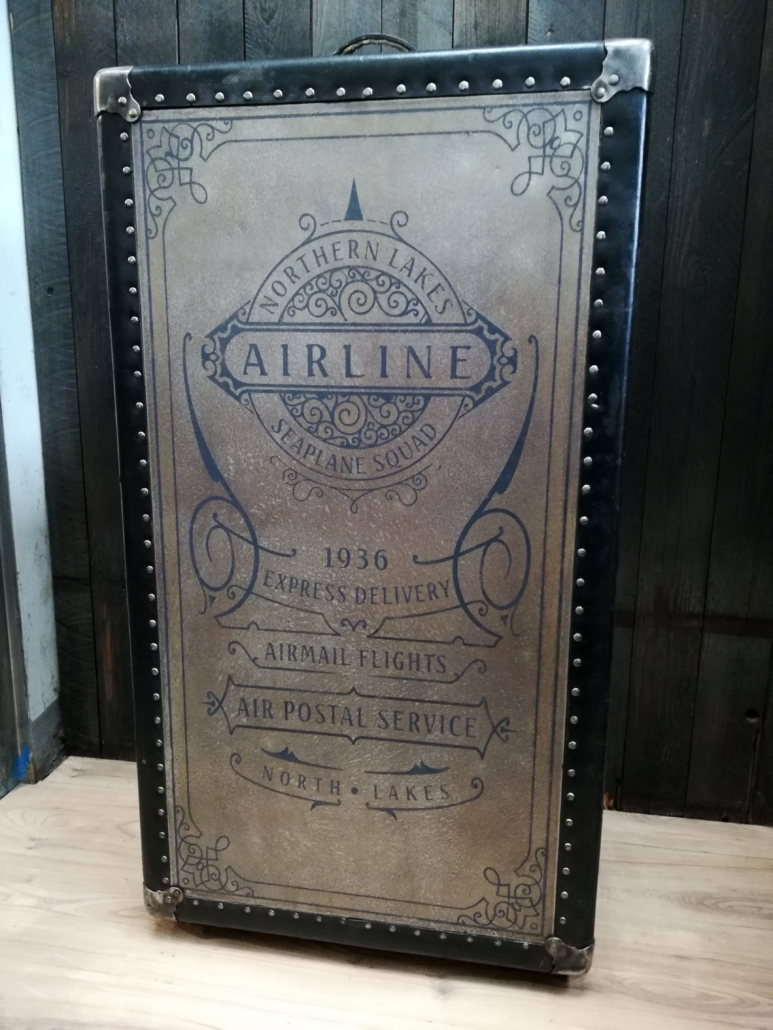 NORTHERN LAKES
AIRLINE
SEAPLANE SQUAD
1936
EXPRESS DELIVERY
AIRMAIL FLIGHTS
AIR POSTAL SERVICE
NORTH • LAKES